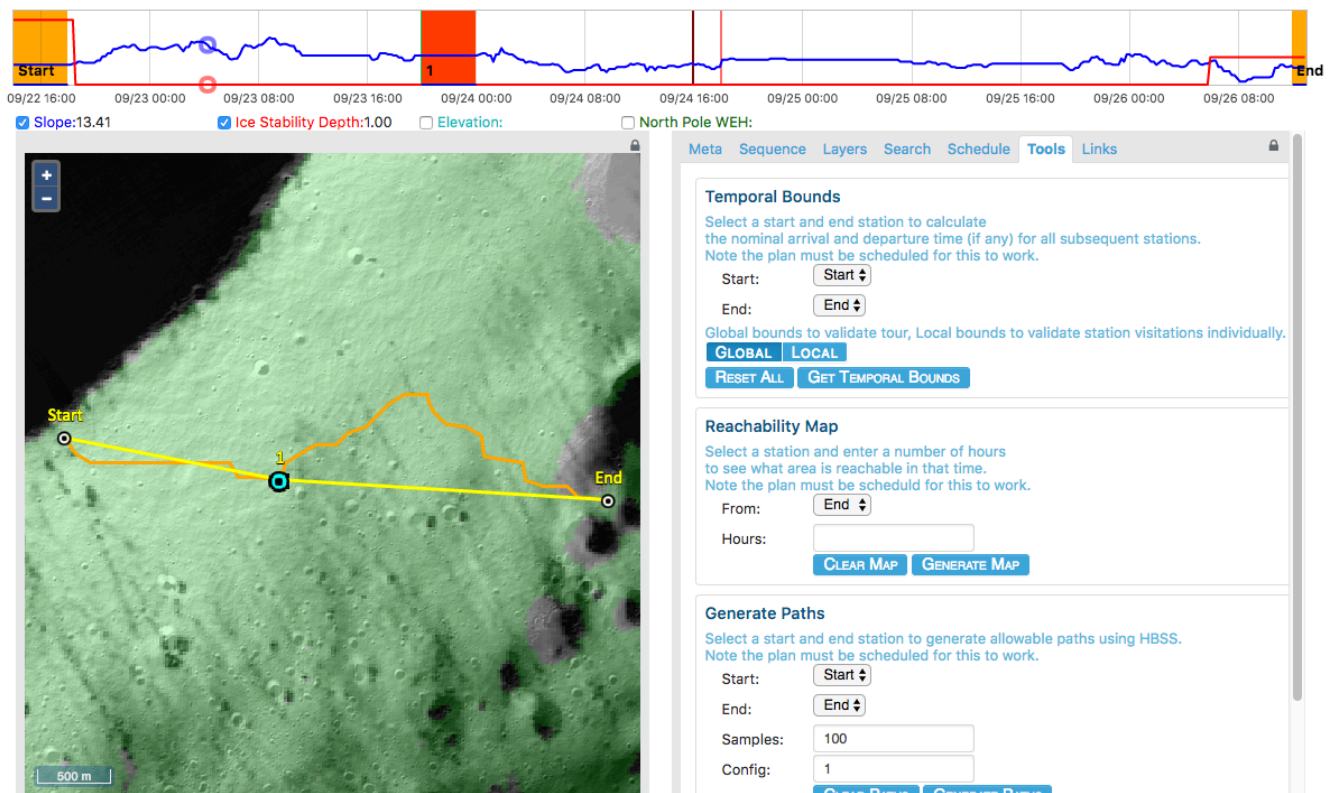 Start
1
End
09/22 16:00 09/23 00:00 09/23 08:00 09/23 16:00 09/24 00:00 09/24 08:00 09/24 16:00 09/25 00:00 09/25 08:00 09/25 16:00 09/26 00:00 09/26 08:00
Slope:13.41 Ice Stability Depth:1.00 Elevation: North Pole WEH:
+
−
Start
1
End
500 m
Meta Sequence Layers Search Schedule Tools Links
Temporal Bounds
Select a start and end station to calculate
the nominal arrival and departure time (if any) for all subsequent stations.
Note the plan must be scheduled for this to work.
Start: Start
End: End
Global bounds to validate tour, Local bounds to validate station visitations individually.
GLOBAL LOCAL
RESET ALL GET TEMPORAL BOUNDS
Reachability Map
Select a station and enter a number of hours
to see what area is reachable in that time.
Note the plan must be scheduld for this to work.
From: End
Hours:
CLEAR MAP GENERATE MAP
Generate Paths
Select a start and end station to generate allowable paths using HBSS.
Note the plan must be scheduled for this to work.
Start: Start
End: End
Samples: 100
Config: 1
CLEAR PATHS GENERATE PATHS